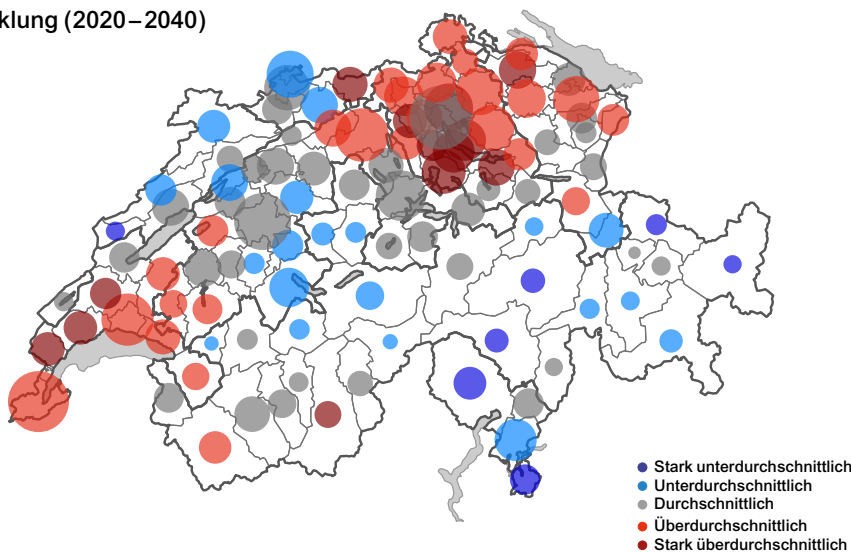 klung (2020–2040)
Stark unterdurchschnittlich
Unterdurchschnittlich
Durchschnittlich
Überdurchschnittlich
Stark überdurchschnittlich